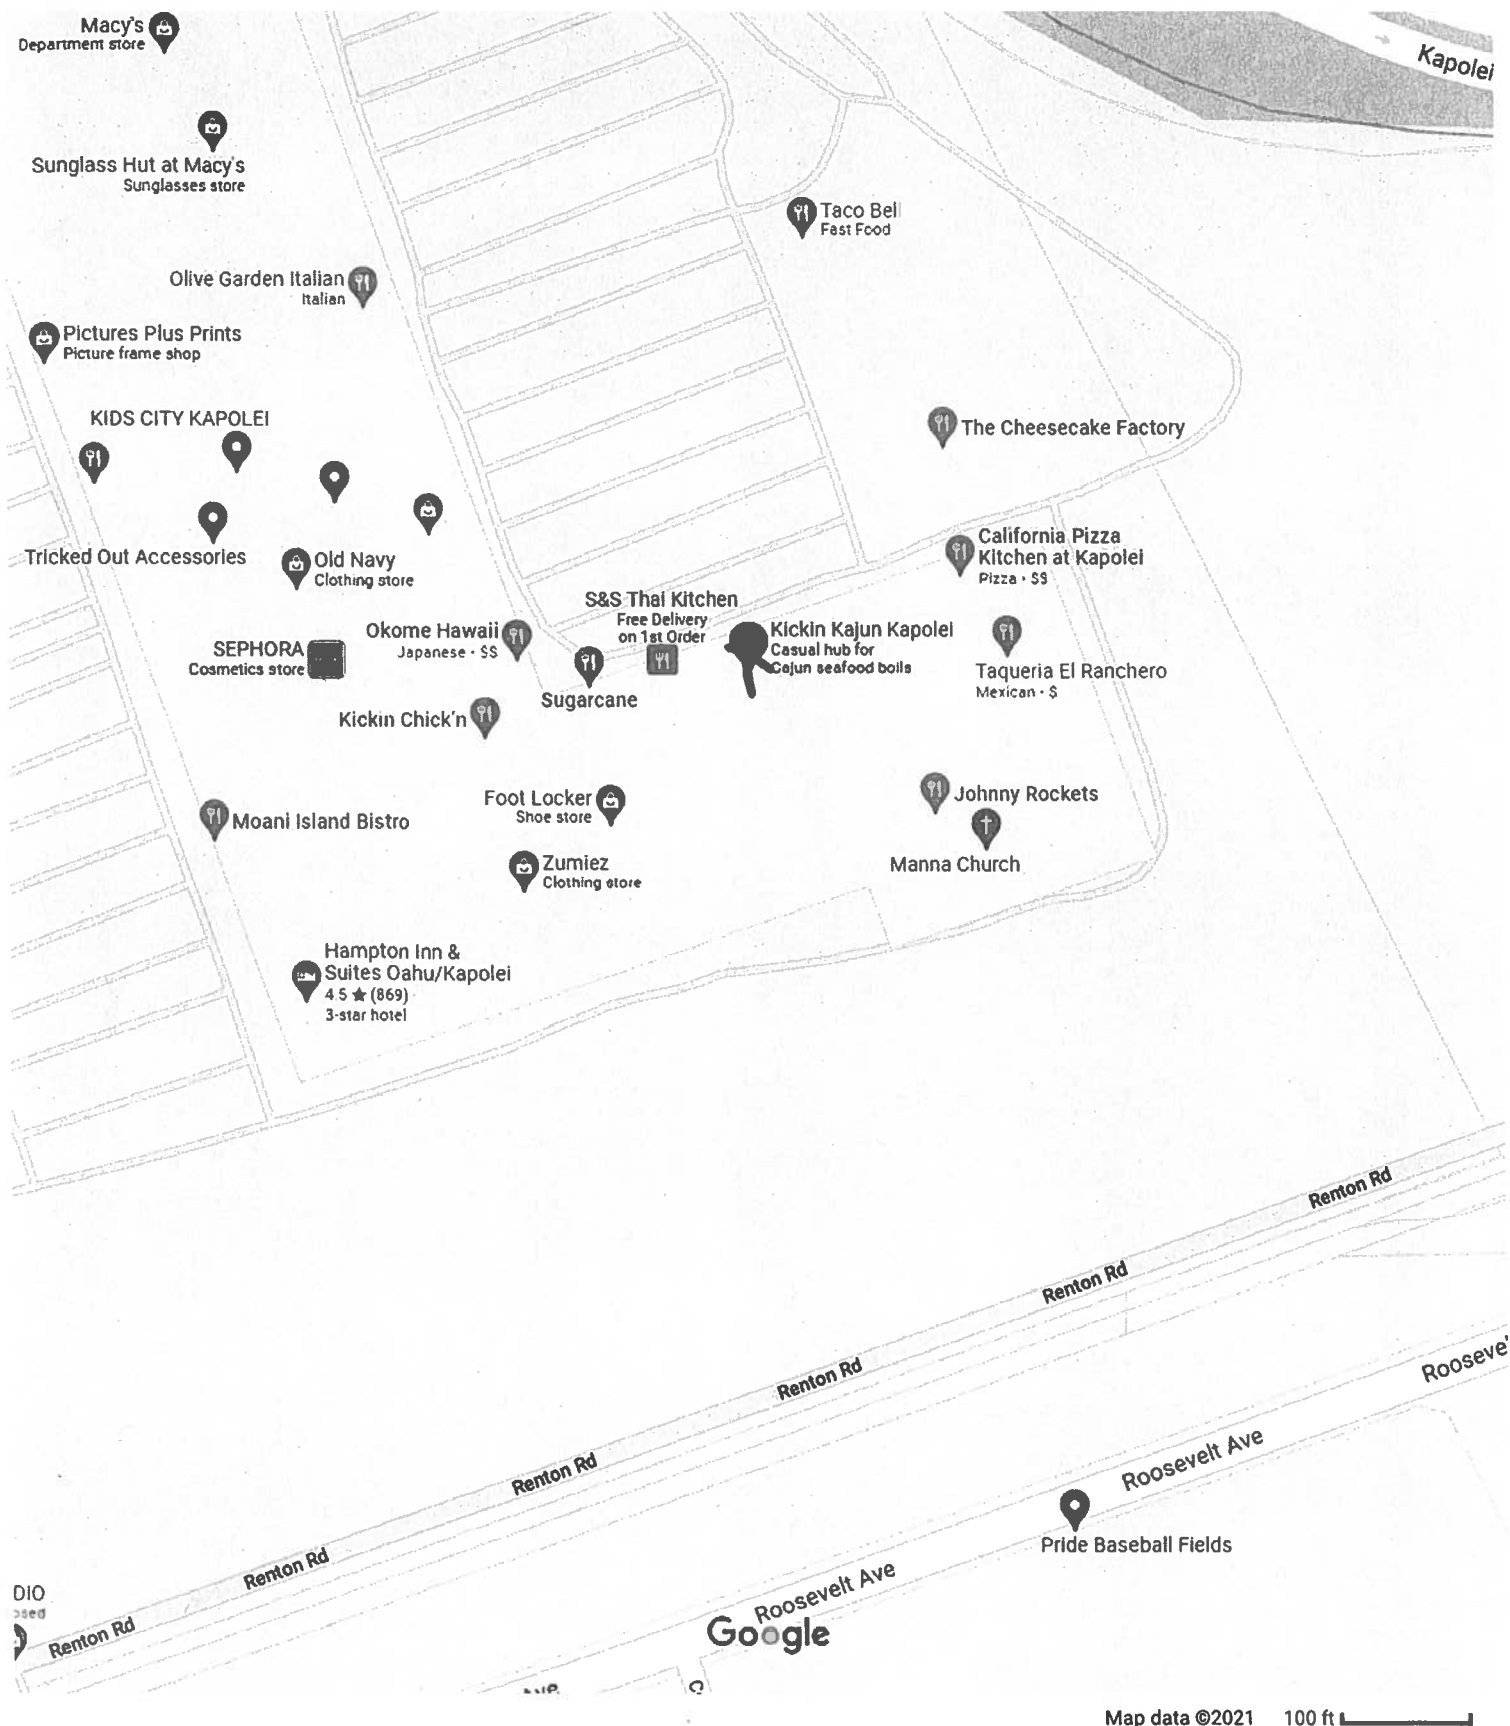 Macy's
Department store
Kapolei
Sunglass Hut at Macy's
Sunglasses store
Taco Bell
Fast Food
Olive Garden Italian
Italian
Pictures Plus Prints
Picture frame shop
KIDS CITY KAPOLEI
The Cheesecake Factory
Tricked Out Accessories
Old Navy
Clothing store
California Pizza
Kitchen at Kapolei
Pizza · $$
S&S Thai Kitchen
Free Delivery
on 1st Order
Okome Hawaii
Japanese · $$
Kickin Kajun Kapolei
Casual hub for
Cajun seafood boils
SEPHORA
Cosmetics store
Taqueria El Ranchero
Mexican · $
Sugarcane
Kickin Chick'n
Foot Locker
Shoe store
Johnny Rockets
Moani Island Bistro
Zumiez
Clothing store
Manna Church
Hampton Inn &
Suites Oahu/Kapolei
4.5 ★ (869)
3-star hotel
Renton Rd
Renton Rd
Renton Rd
Roosevel
Renton Rd
Roosevelt Ave
Pride Baseball Fields
Renton Rd
Roosevelt Ave
DIO
osed
Renton Rd
Google
Map data ©2021
100 ft